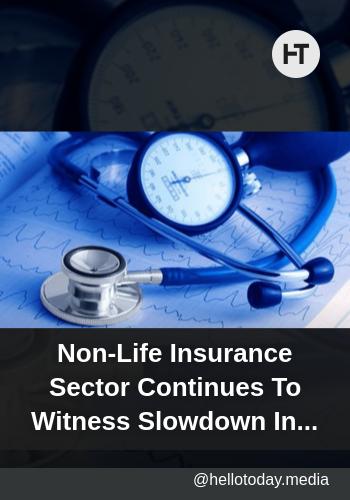 HT
Non-Life Insurance
Sector Continues To
Witness Slowdown In...
@hellotoday.media